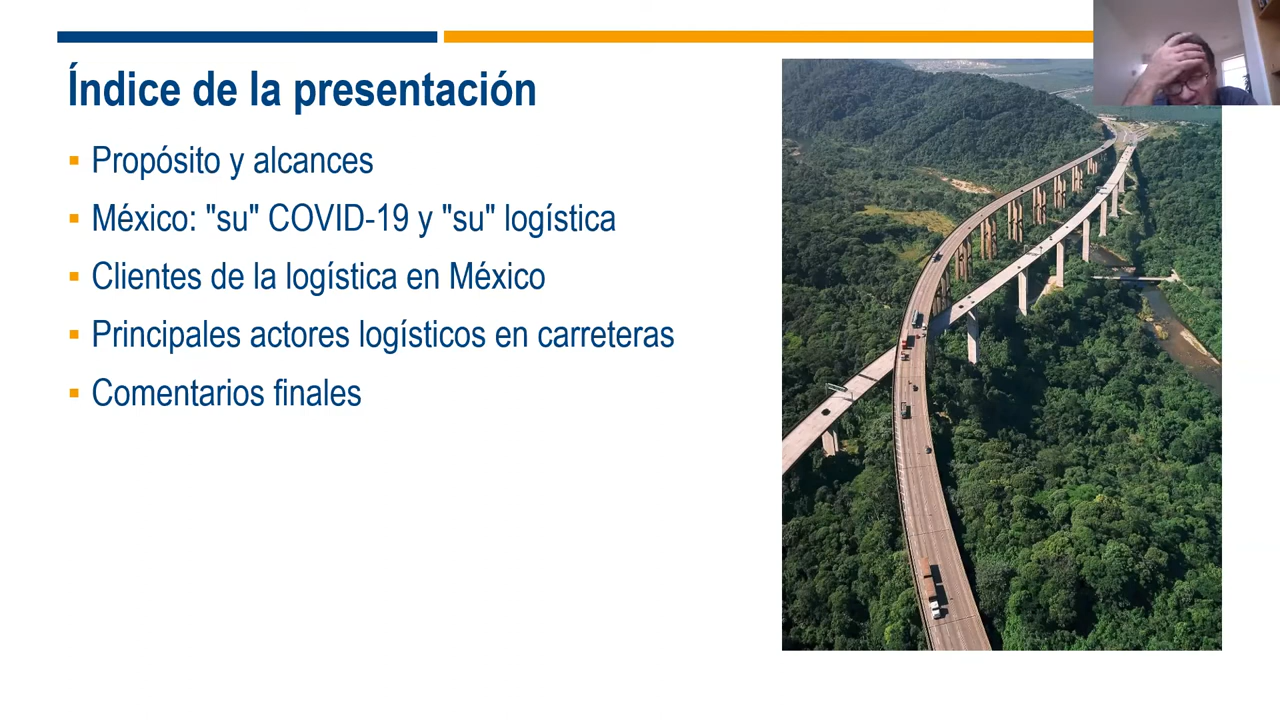 Índice de la presentación
Propósito y alcances
México: "su" COVID-19 y "su" logística
Clientes de la logística en México
Principales actores logísticos en carreteras
Comentarios finales